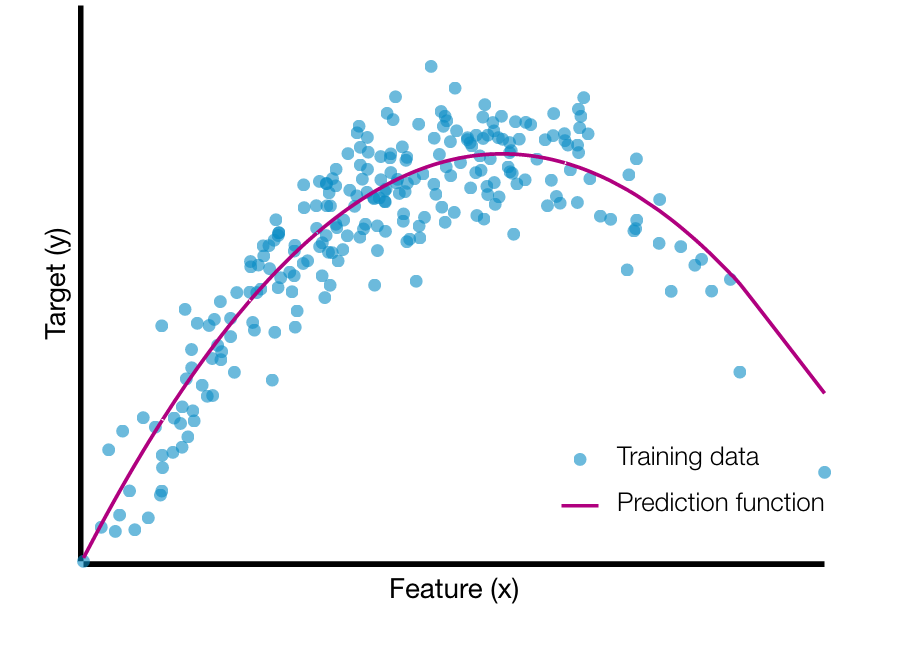 Target (y)
Training data
Prediction function
Feature (x)